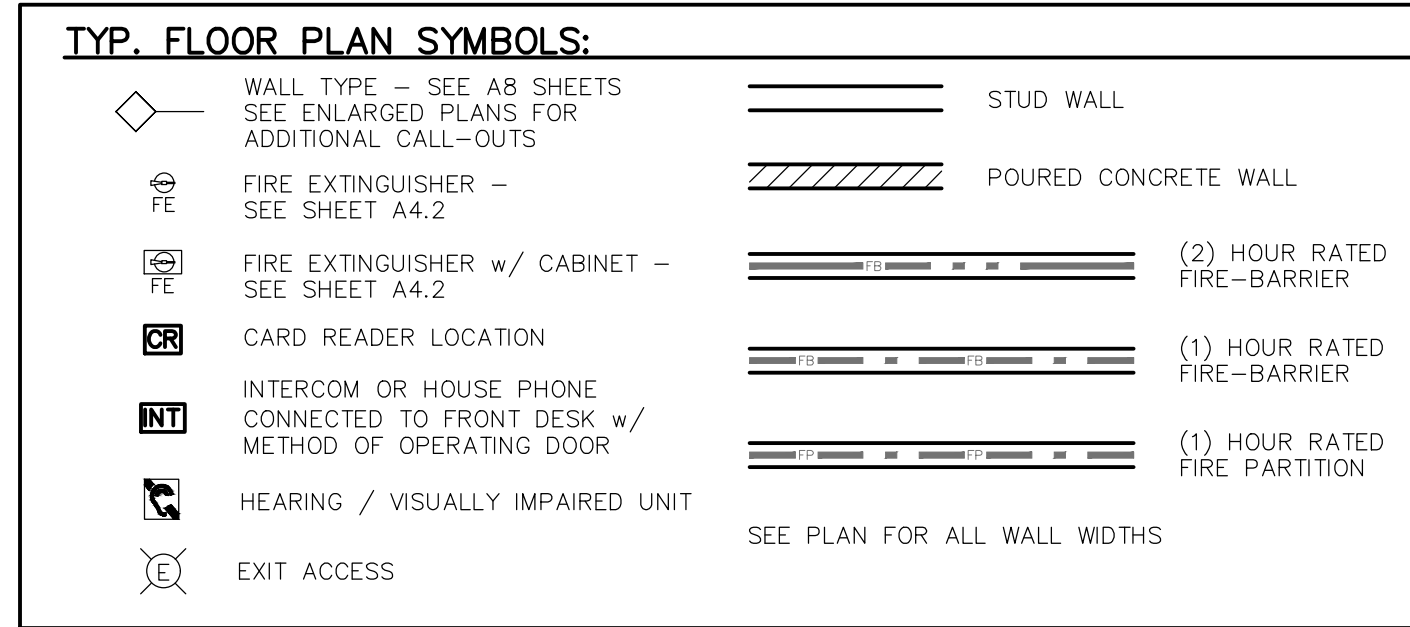 TYP. FLOOR PLAN SYMBOLS:
WALL TYPE – SEE A8 SHEETS
SEE ENLARGED PLANS FOR
ADDITIONAL CALL–OUTS
FE
FIRE EXTINGUISHER –
SEE SHEET A4.2
FE
FIRE EXTINGUISHER w/ CABINET –
SEE SHEET A4.2
CR
CARD READER LOCATION
INT
INTERCOM OR HOUSE PHONE
CONNECTED TO FRONT DESK w/
METHOD OF OPERATING DOOR
HEARING / VISUALLY IMPAIRED UNIT
E
EXIT ACCESS
STUD WALL
POURED CONCRETE WALL
FB
(2) HOUR RATED
FIRE–BARRIER
FB FB
(1) HOUR RATED
FIRE–BARRIER
FP FP
(1) HOUR RATED
FIRE PARTITION
SEE PLAN FOR ALL WALL WIDTHS